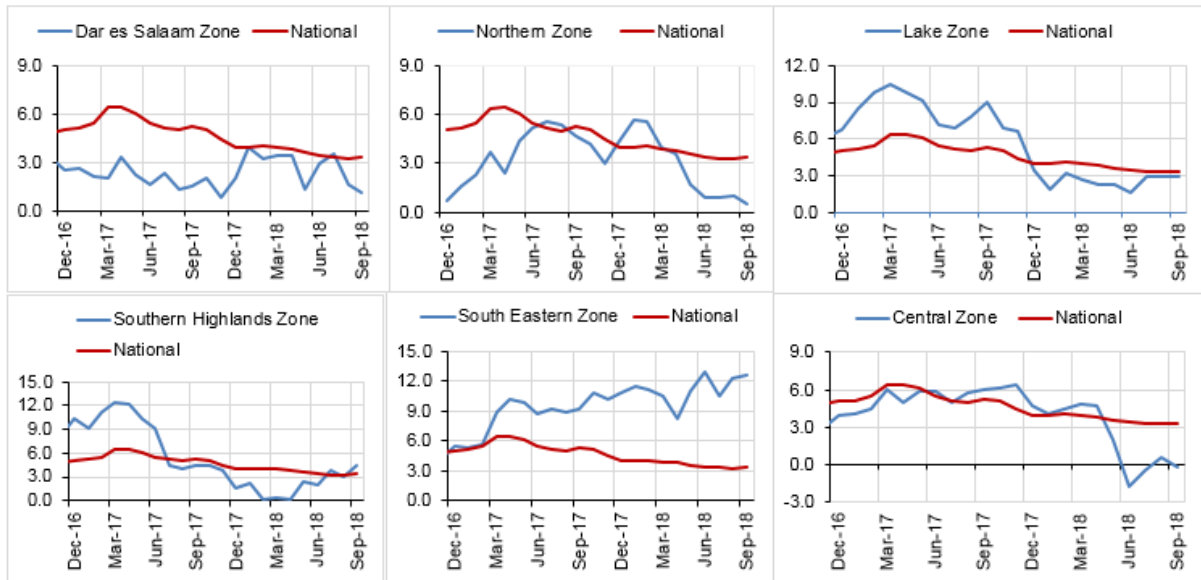 Dar es Salaam Zone National
9.0
6.0
3.0
0.0
Dec-16 Mar-17 Jun-17 Sep-17 Dec-17 Mar-18 Jun-18 Sep-18
Northern Zone National
9.0
6.0
3.0
0.0
Dec-16 Mar-17 Jun-17 Sep-17 Dec-17 Mar-18 Jun-18 Sep-18
Lake Zone National
12.0
9.0
6.0
3.0
0.0
Dec-16 Mar-17 Jun-17 Sep-17 Dec-17 Mar-18 Jun-18 Sep-18
Southern Highlands Zone
National
15.0
12.0
9.0
6.0
3.0
0.0
Dec-16 Mar-17 Jun-17 Sep-17 Dec-17 Mar-18 Jun-18 Sep-18
South Eastern Zone National
15.0
12.0
9.0
6.0
3.0
0.0
Dec-16 Mar-17 Jun-17 Sep-17 Dec-17 Mar-18 Jun-18 Sep-18
Central Zone National
9.0
6.0
3.0
0.0
-3.0
Dec-16 Mar-17 Jun-17 Sep-17 Dec-17 Mar-18 Jun-18 Sep-18